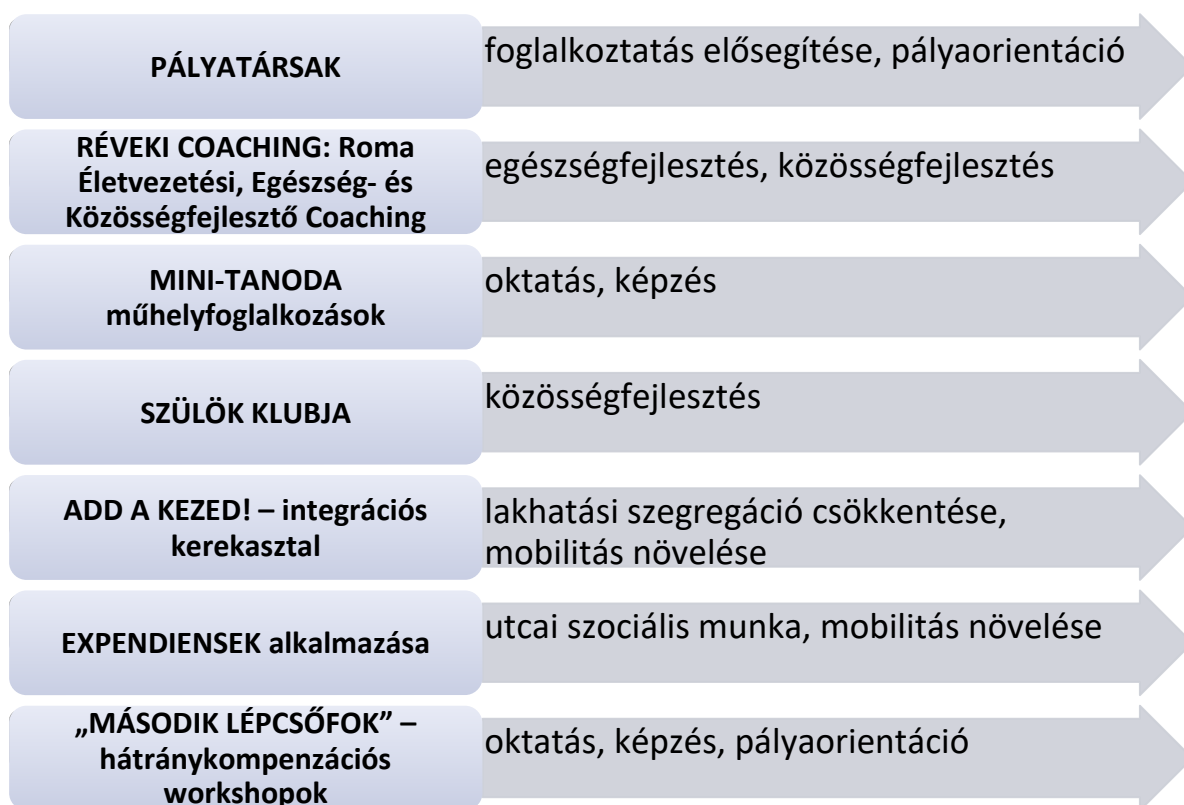 PÁLYATÁRSAK
foglalkoztatás elősegítése, pályaorientáció
RÉVEKI COACHING: Roma
Életvezetési, Egészség- és
Közösségfejlesztő Coaching
egészségfejlesztés, közösségfejlesztés
MINI-TANODA
műhelyfoglalkozások
oktatás, képzés
SZÜLÖK KLUBJA
közösségfejlesztés
ADD A KEZED! – integrációs
kerekasztal
lakhatási szegregáció csökkentése,
mobilitás növelése
EXPENDIENSEK alkalmazása
utcai szociális munka, mobilitás növelése
„MÁSODIK LÉPCSŐFOK” –
hátránykompenzációs
workshopok
oktatás, képzés, pályaorientáció